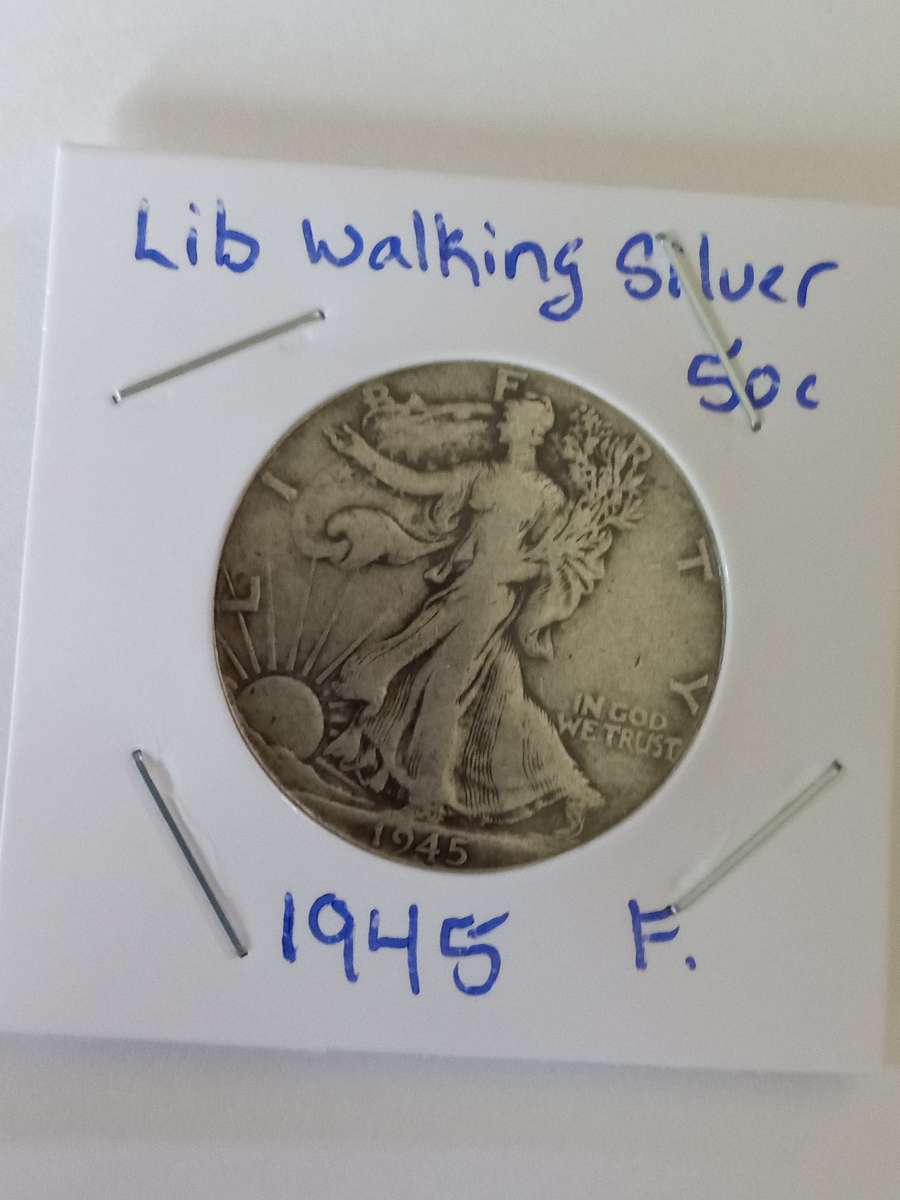 Lib Walking Silver
50c
LIBERTY
IN GOD
WE TRUST
1945
1945 F.